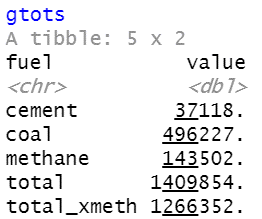 gtots
A tibble: 5 x 2
fuel value
<chr> <dbl>
cement 37118.
coal 496227.
methane 143502.
total 1409854.
total_xmeth 1266352.